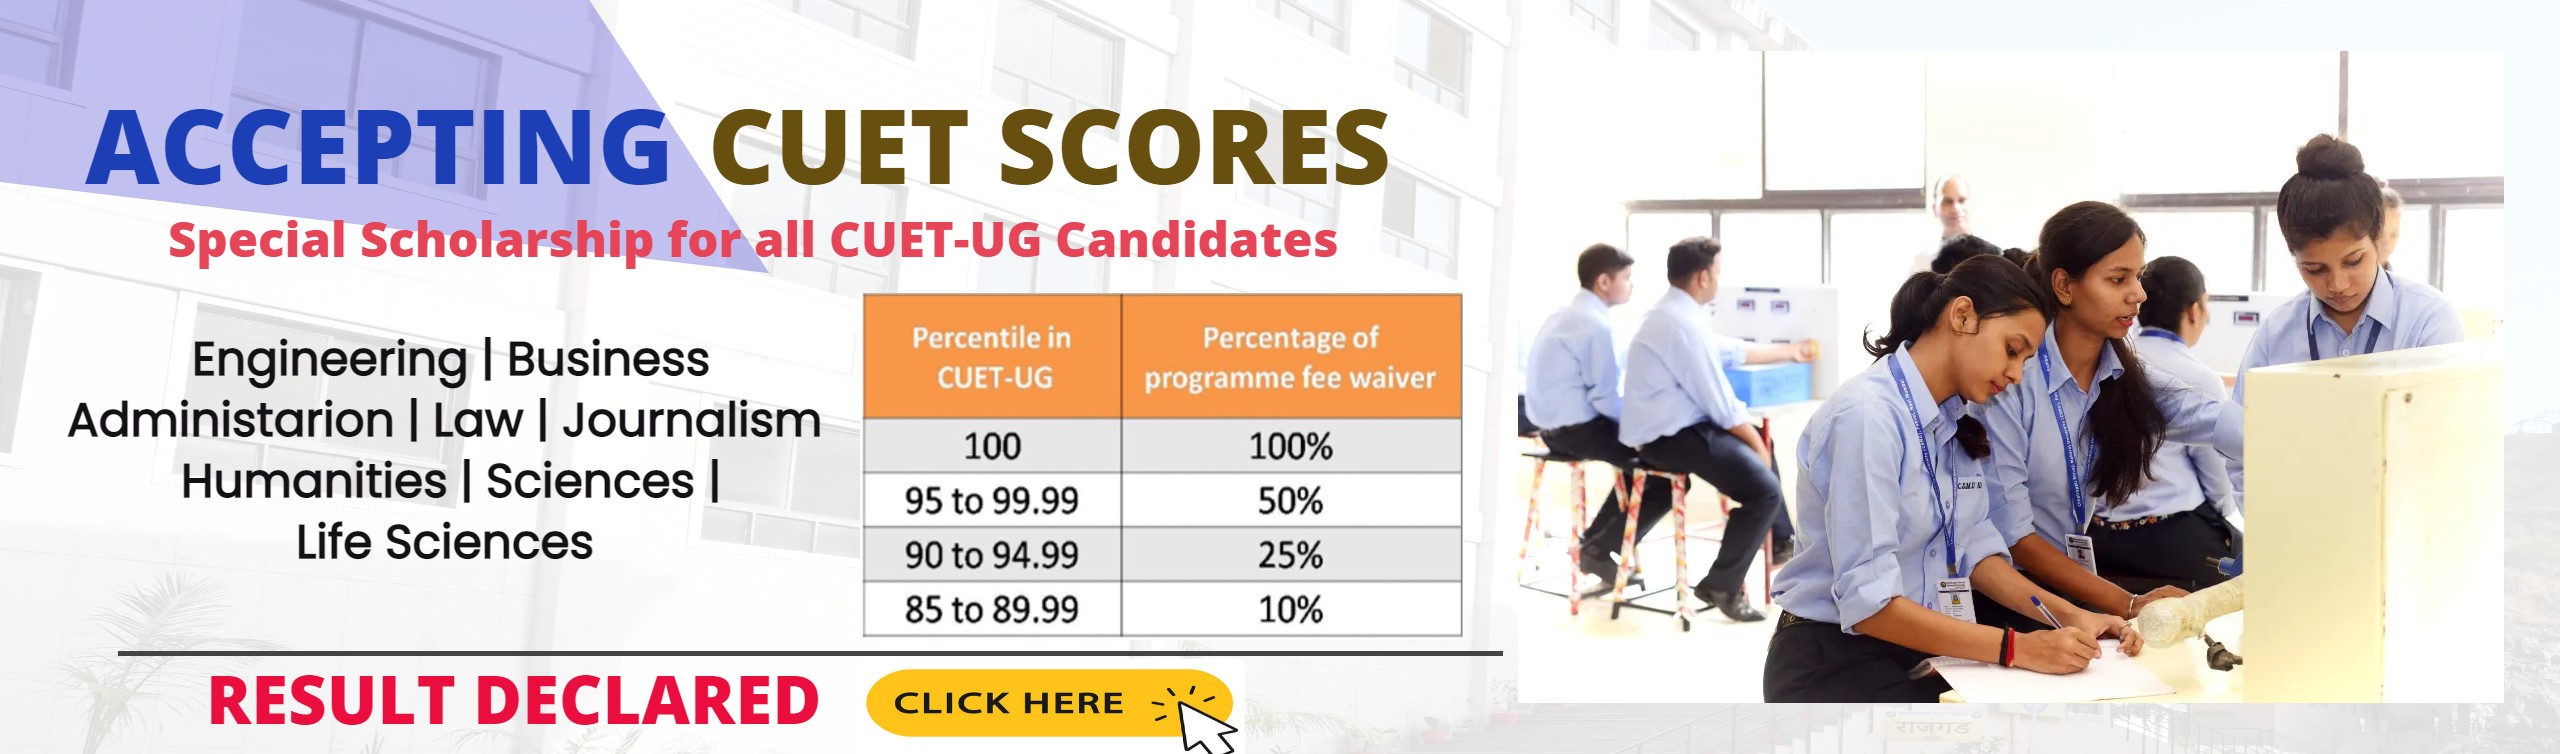 ACCEPTING CUET SCORES
Special Scholarship for all CUET-UG Candidates
Engineering | Business
Administarion | Law | Journalism
Humanities | Sciences |
Life Sciences
Percentile in CUET-UG
Percentage of programme fee waiver
100 100%
95 to 99.99 50%
90 to 94.99 25%
85 to 89.99 10%
RESULT DECLARED
CLICK HERE
राजगड